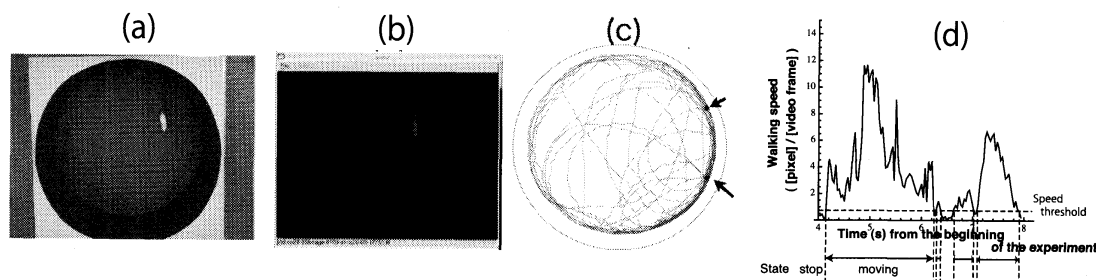 (a)
(b)
(c)
(d)
Walking speed
( [pixel] / [video frame] )
14
12
10
8
6
4
2
Speed
threshold
4
5
6
8
Time (s) from the beginning
of the experiment
State stop moving